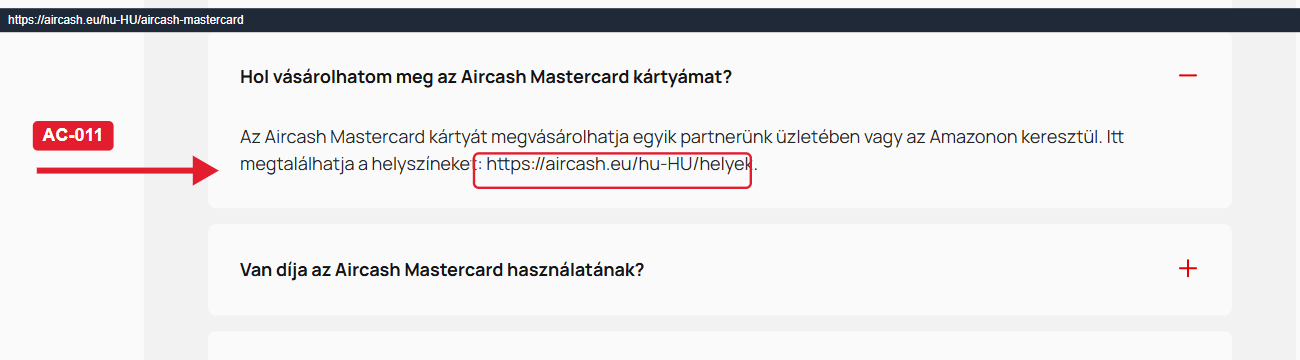 https://aircash.eu/hu-HU/aircash-mastercard
Hol vásárolhatom meg az Aircash Mastercard kártyámat?
AC-011
Az Aircash Mastercard kártyát megvásárolhatja egyik partnerünk üzletében vagy az Amazonon keresztül. Itt
megtalálhatja a helyszíneket: https://aircash.eu/hu-HU/helyek.
Van díja az Aircash Mastercard használatának?